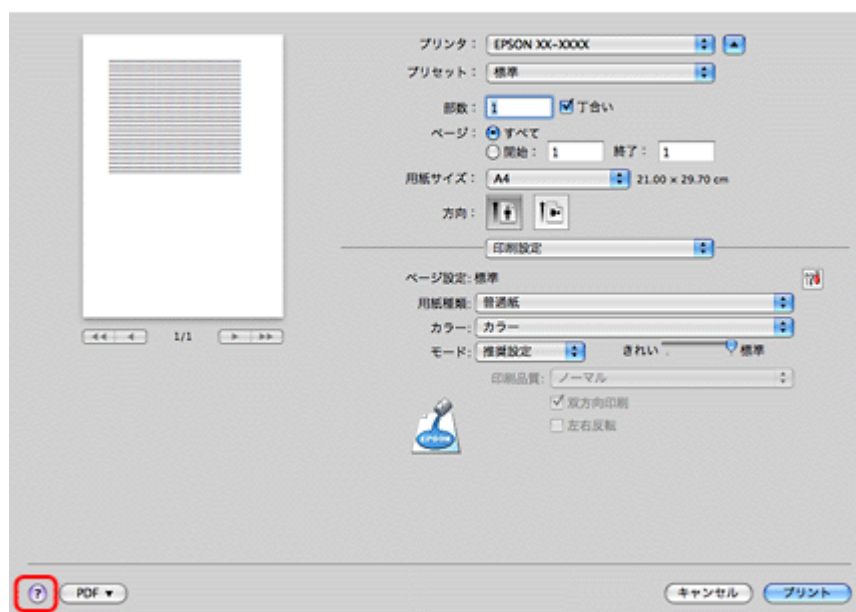 プリンタ： EPSON XX-XXXX
プリセット： 標準
部数： 1 丁合い
ページ： すべて
開始： 1 終了： 1
用紙サイズ： A4 21.00 x 29.70 cm
方向：
印刷設定
ページ設定: 標準
用紙種類: 普通紙
カラー: カラー
モード: 推奨設定 きれい 標準
印刷品質: ノーマル
双方向印刷
左右反転
EPSON
1/1
? PDF キャンセル プリント